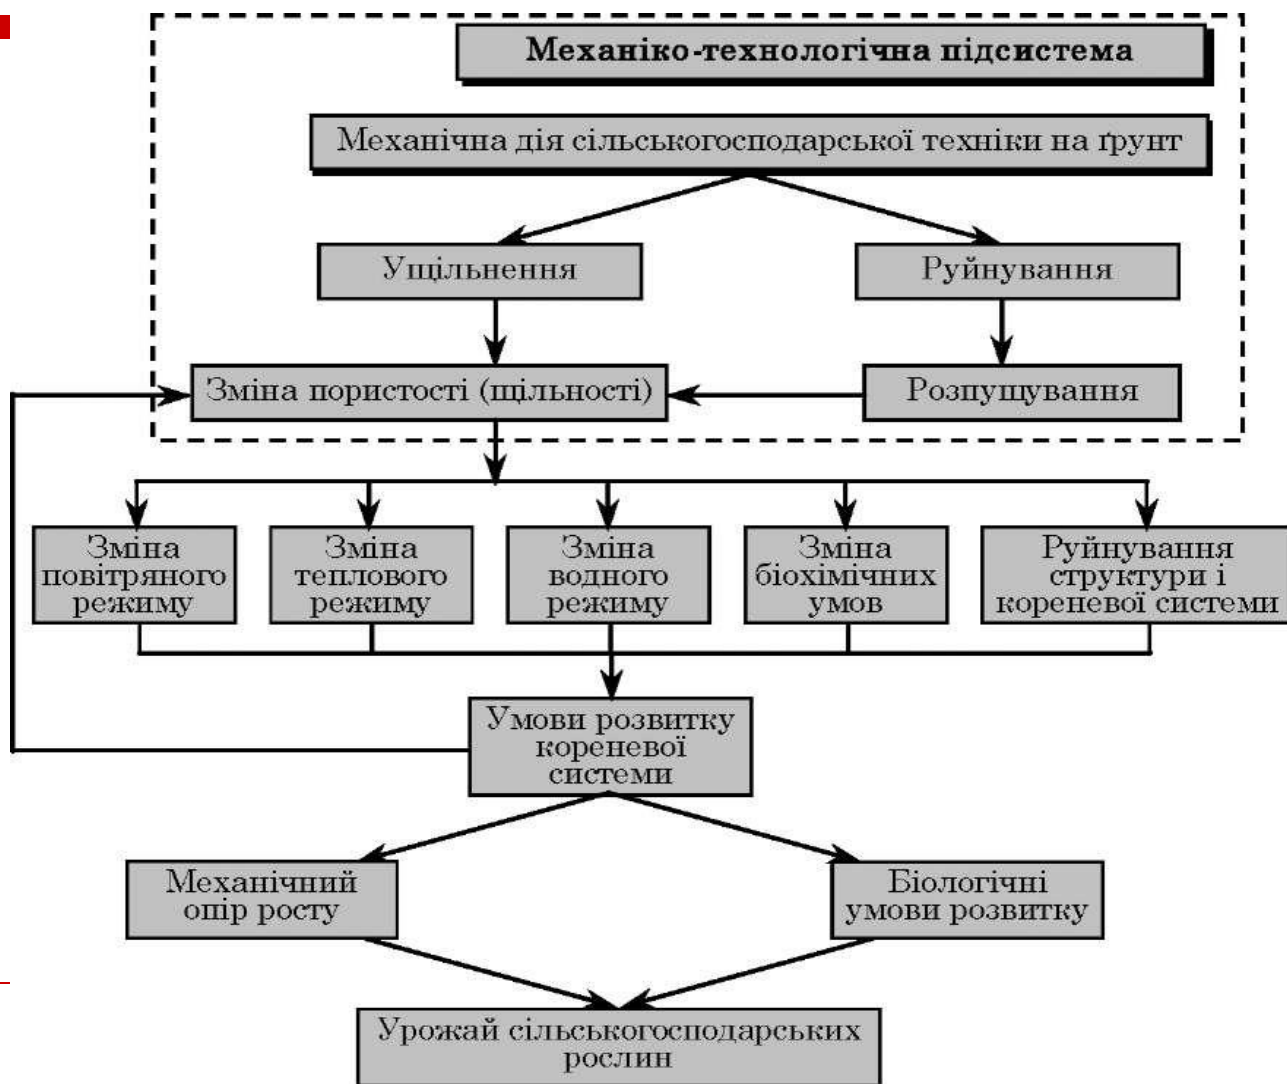 Механіко-технологічна підсистема
Механічна дія сільськогосподарської техніки на ґрунт
Ущільнення
Руйнування
Зміна пористості (щільності)
Розпущування
Зміна
повітряного
режиму
Зміна
теплового
режиму
Зміна
водного
режиму
Зміна
біохімічних
умов
Руйнування
структури і
кореневої системи
Умови розвитку
кореневої
системи
Механічний
опір росту
Біологічні
умови розвитку
Урожай сільськогосподарських
рослин